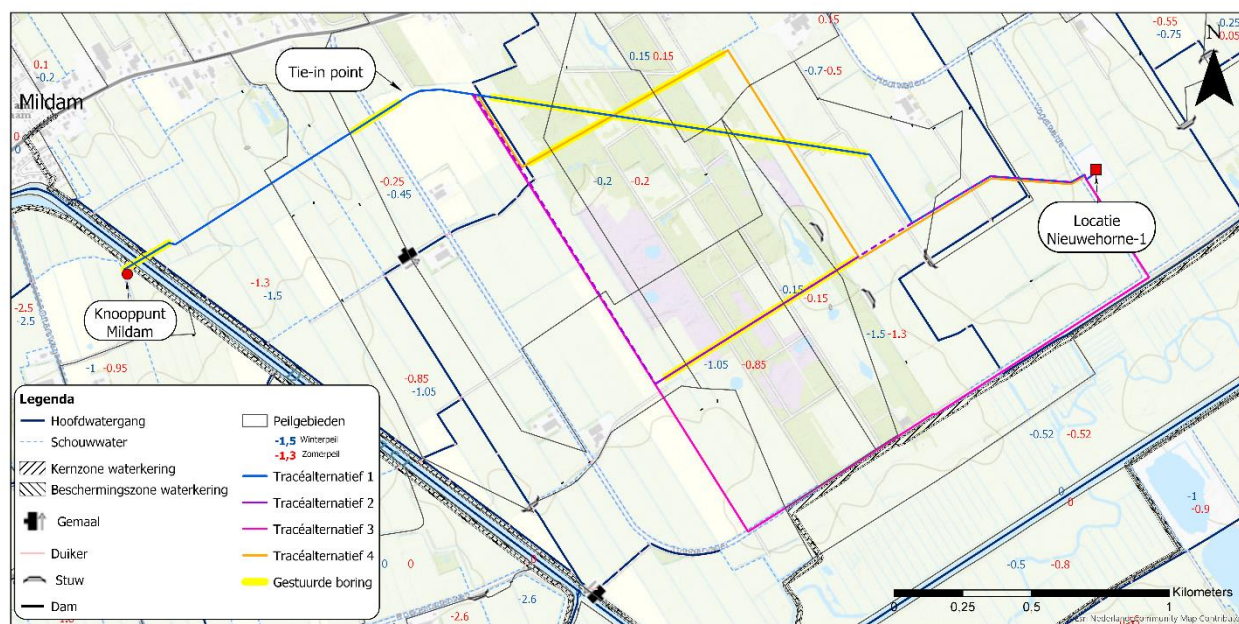 0.15
-0.55
-0.75
-0.25
0.05
N
0.1
-0.2
Tie-in point
0.15 0.15
-0.7 -0.5
Mildam
0
0
-0.25
-0.45
-0.2
-0.2
Locatie
Nieuwehorne-1
-1.3
-1.5
Knooppunt
Mildam
-2.5
-2.5
-0.15
-0.15
-1.5 -1.3
-1 -0.95
-1.05
-0.85
-0.85
-1.05
-0.52
-0.52
Legenda
Hoofdwatergang
Schouwwater
Kernzone waterkering
Beschermingszone waterkering
Gemaal
Duiker
Stuw
Dam
Peilgebieden
-1,5 Winterpeil
-1,3 Zomerpeil
Tracéalternatief 1
Tracéalternatief 2
Tracéalternatief 3
Tracéalternatief 4
Gestuurde boring
0
0
-1
-0.9
0
0
-0.5
-0.8
-2.6
-2.6
Kilometers
0 0.25 0.5 1